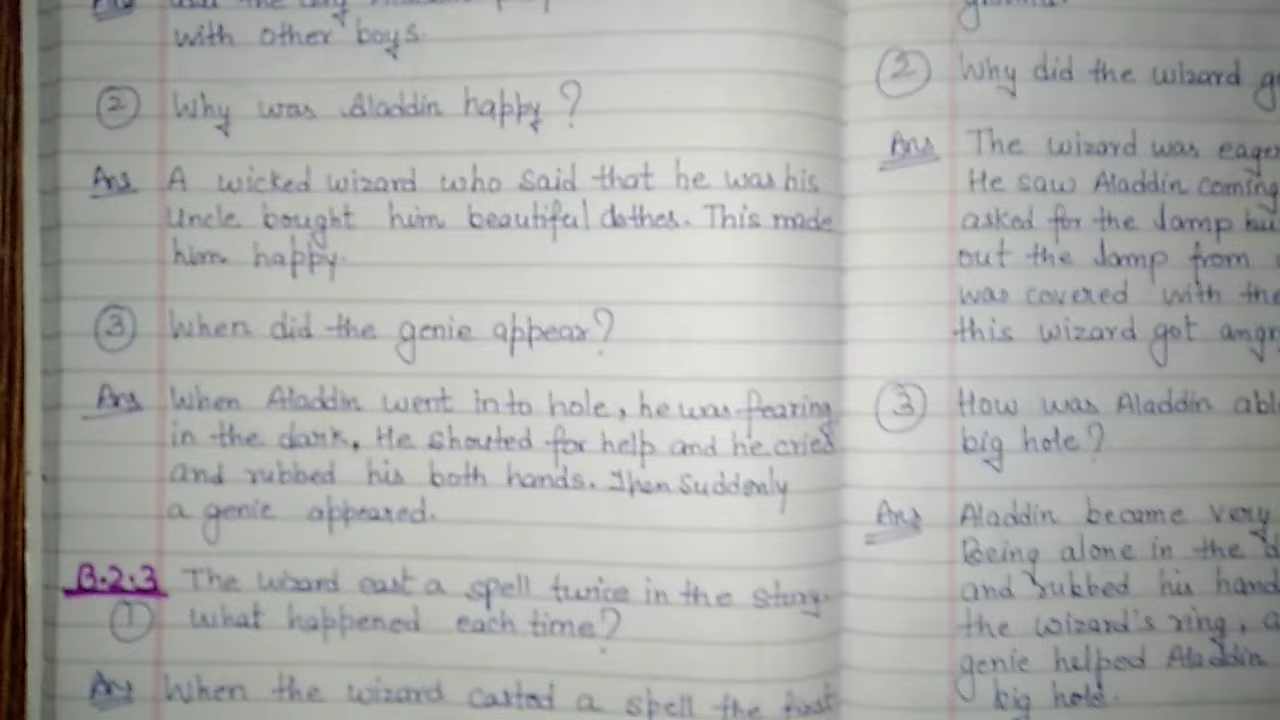 with other boys.
② Why was Aladdin happy?
Ans A wicked wizard who said that he was his
Uncle bought him beautiful clothes. This made
him happy.
③ When did the genie appear?
Ans When Aladdin went into hole, he was fearing
in the dark. He shouted for help and he cried
and rubbed his both hands. Then Suddenly
a genie appeared.
B.2.3 The wizard cast a spell twice in the story.
① What happened each time?
Ans When the wizard casted a spell the first
② Why did the wizard
Ans The wizard was eager
He saw Aladdin coming
asked for the lamp
out the lamp from
was covered with the
this wizard got
③ How was Aladdin
big hole?
Ans Aladdin became very
Being alone in the
and rubbed his hand
the wizard's ring,
genie helped Aladdin
big hole.